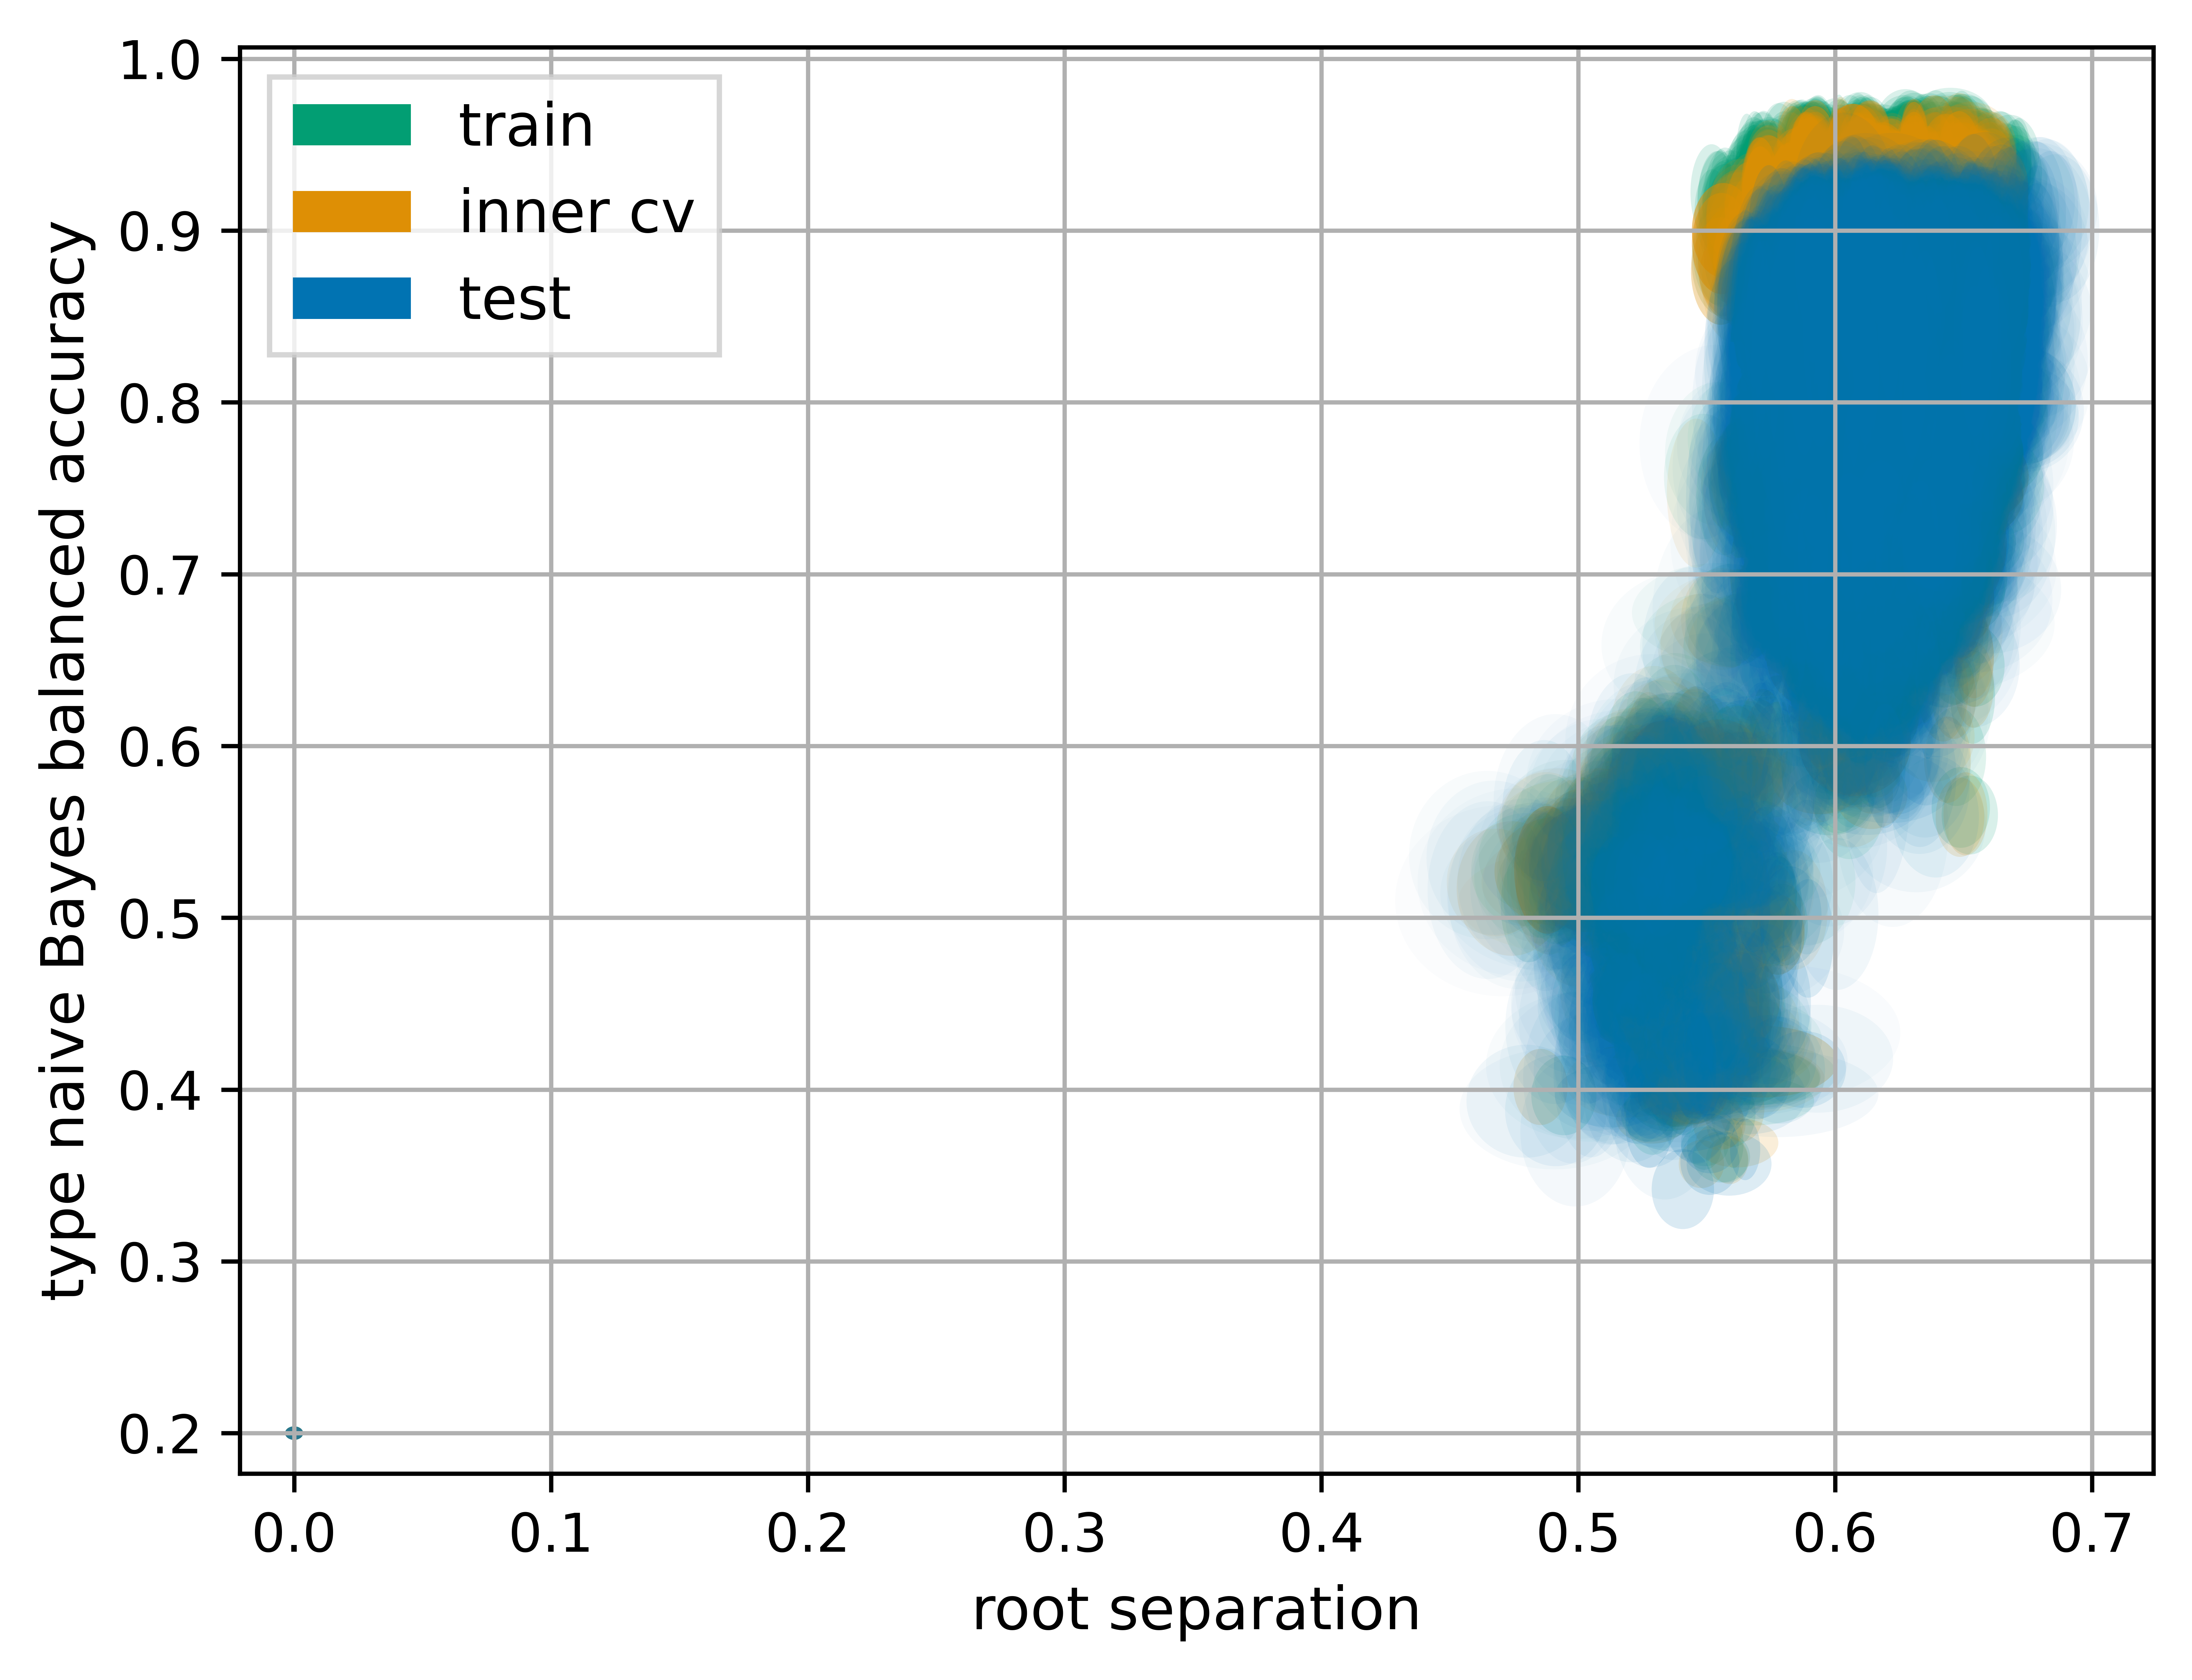 type naive Bayes balanced accuracy
1.0
0.9
0.8
0.7
0.6
0.5
0.4
0.3
0.2
train
inner cv
test
0.0 0.1 0.2 0.3 0.4 0.5 0.6 0.7
root separation